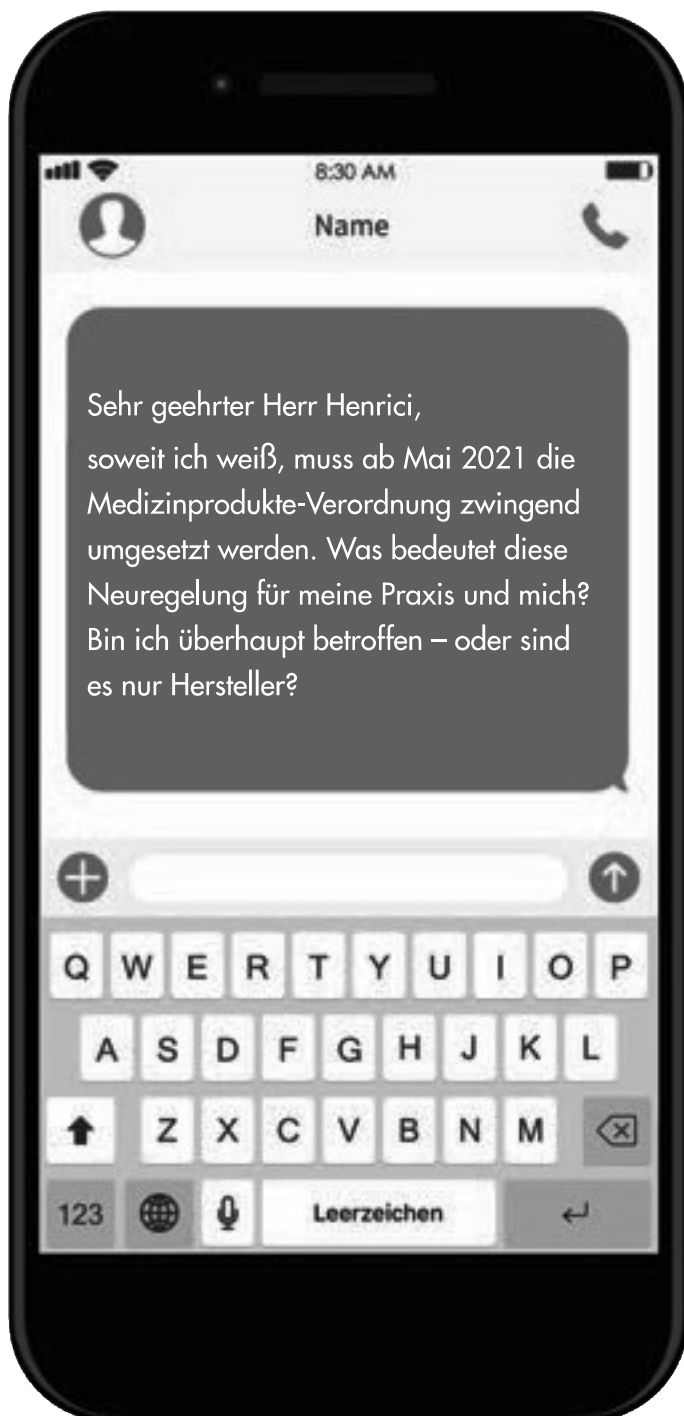 8:30 AM
Name
Sehr geehrter Herr Henrici,
soweit ich weiß, muss ab Mai 2021 die
Medizinprodukte-Verordnung zwingend
umgesetzt werden. Was bedeutet diese
Neuregelung für meine Praxis und mich?
Bin ich überhaupt betroffen – oder sind
es nur Hersteller?
Q W E R T Y U I O P
A S D F G H J K L
Z X C V B N M
123 Leerzeichen